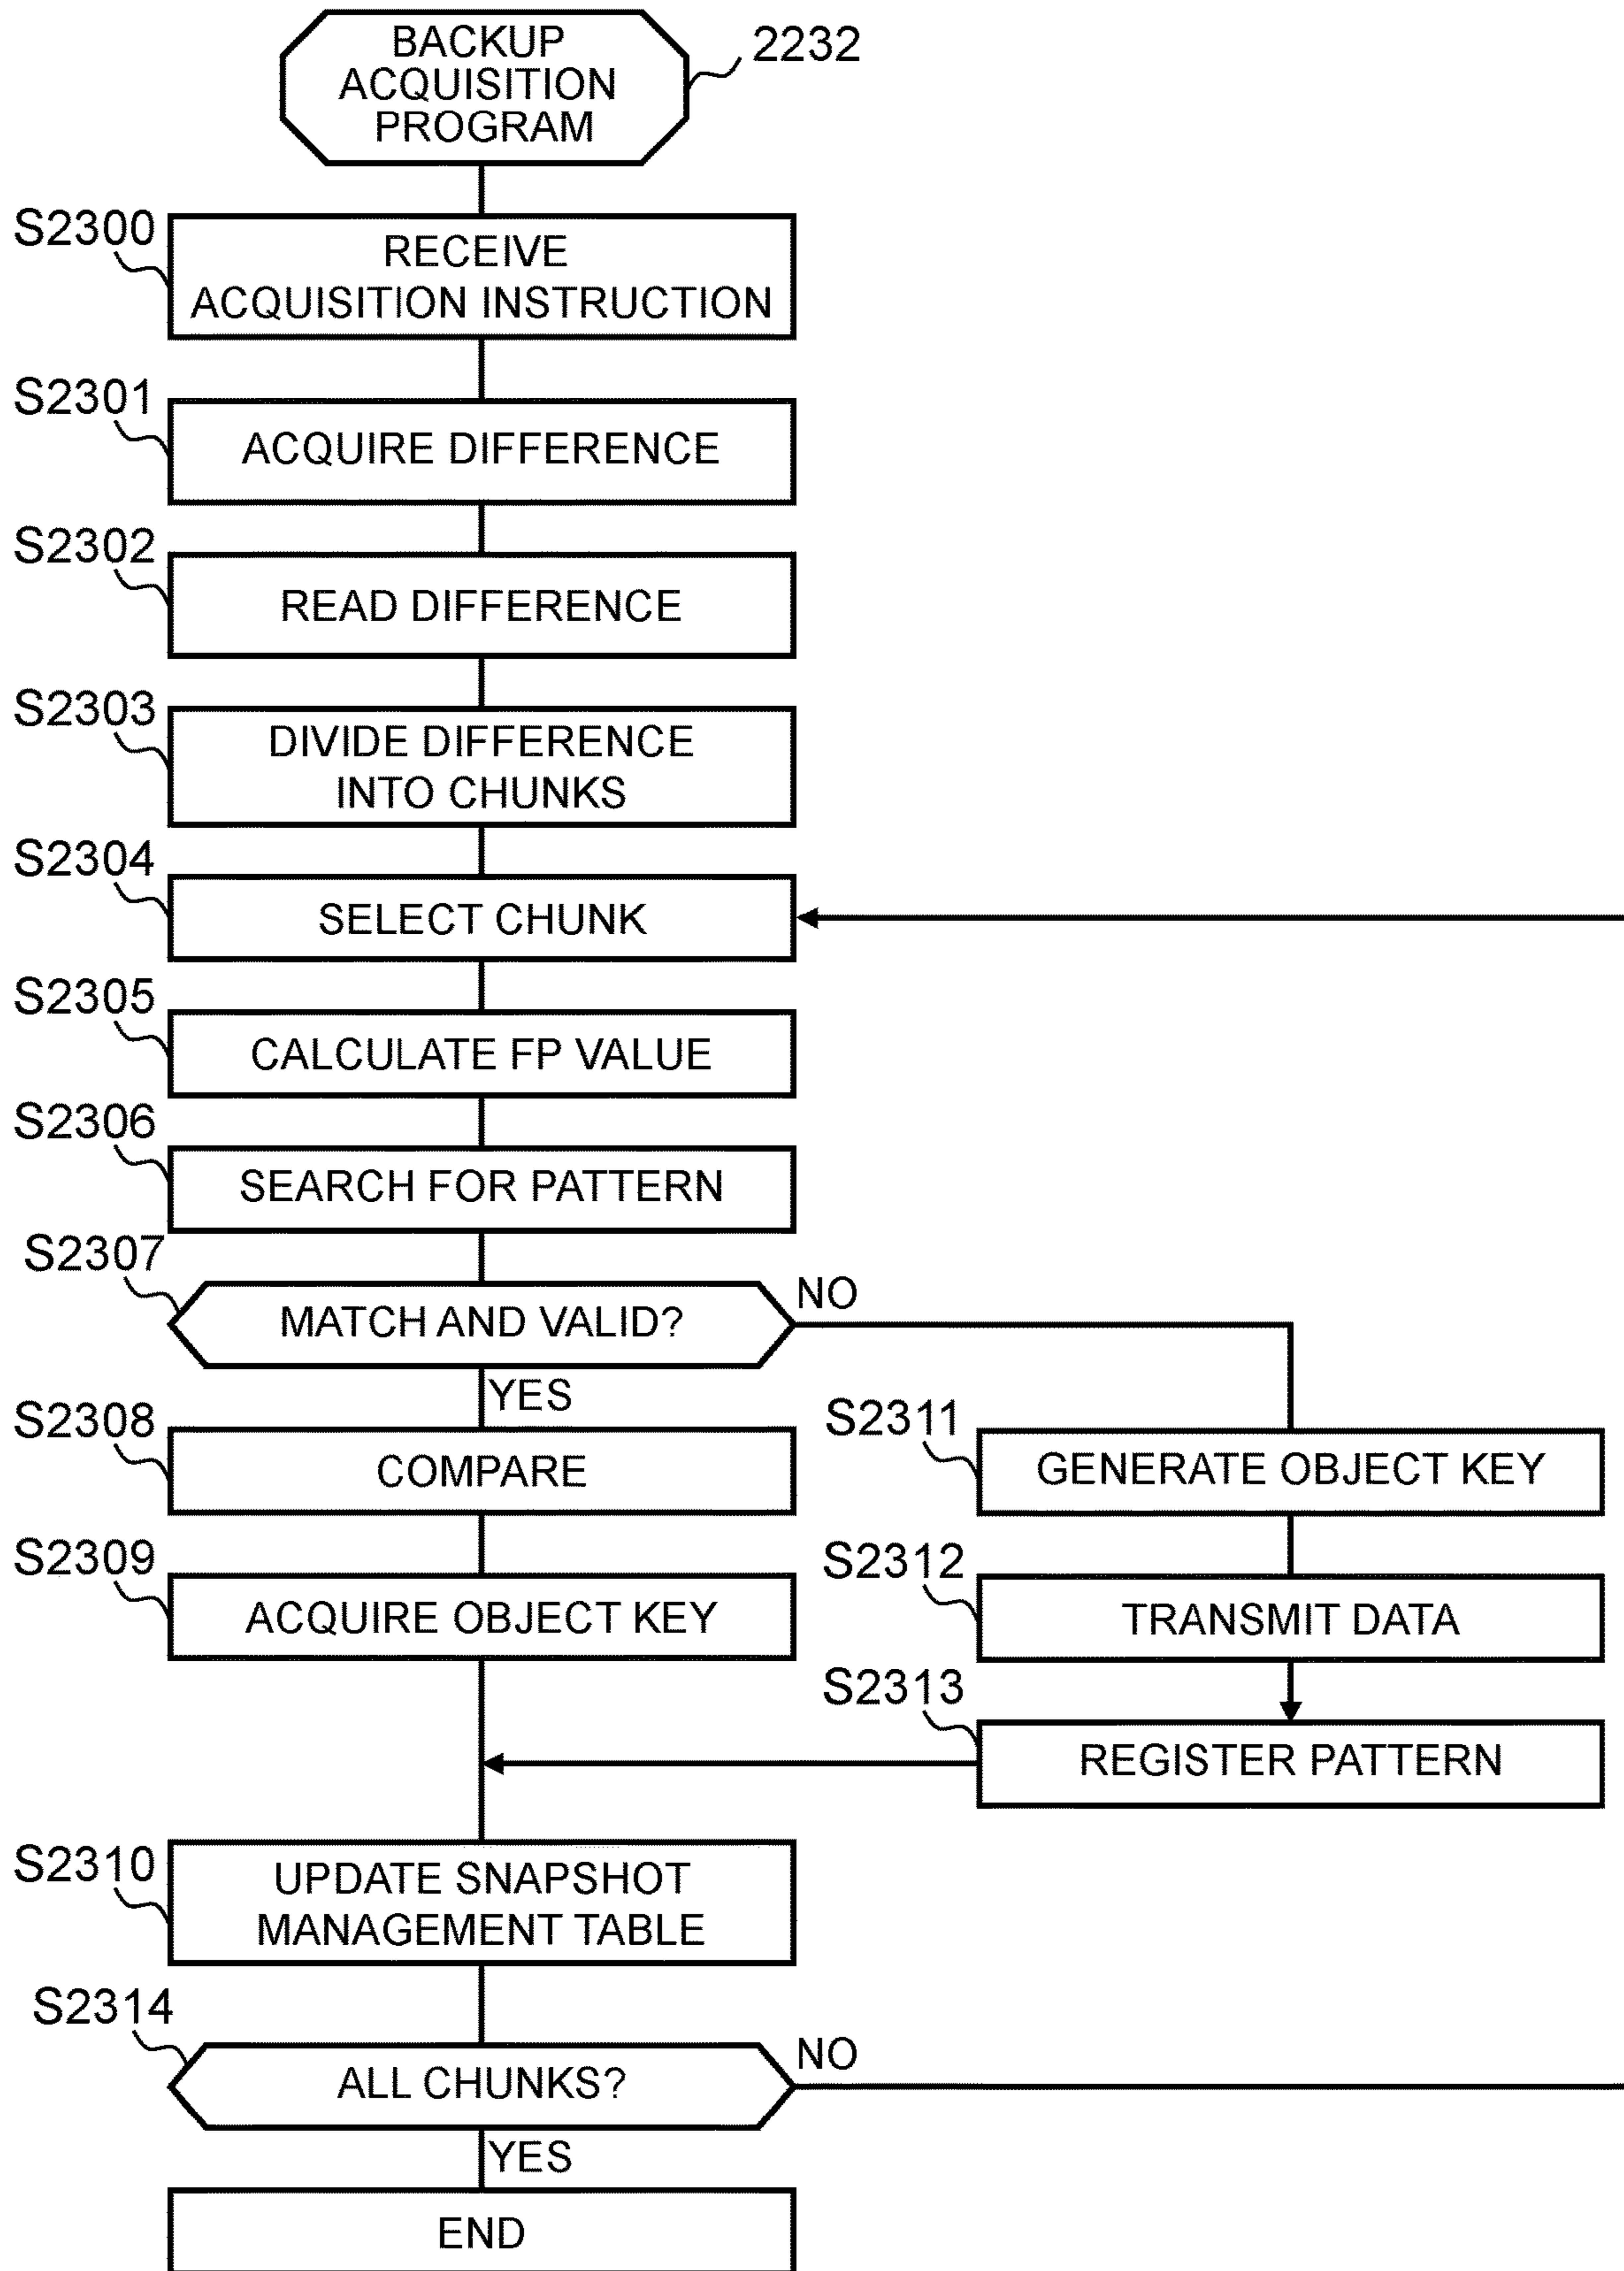 BACKUP
ACQUISITION
PROGRAM
2232
S2300
RECEIVE
ACQUISITION INSTRUCTION
S2301
ACQUIRE DIFFERENCE
S2302
READ DIFFERENCE
S2303
DIVIDE DIFFERENCE
INTO CHUNKS
S2304
SELECT CHUNK
S2305
CALCULATE FP VALUE
S2306
SEARCH FOR PATTERN
S2307
MATCH AND VALID?
NO
YES
S2308
COMPARE
S2311
GENERATE OBJECT KEY
S2309
ACQUIRE OBJECT KEY
S2312
TRANSMIT DATA
S2313
REGISTER PATTERN
S2310
UPDATE SNAPSHOT
MANAGEMENT TABLE
S2314
ALL CHUNKS?
NO
YES
END